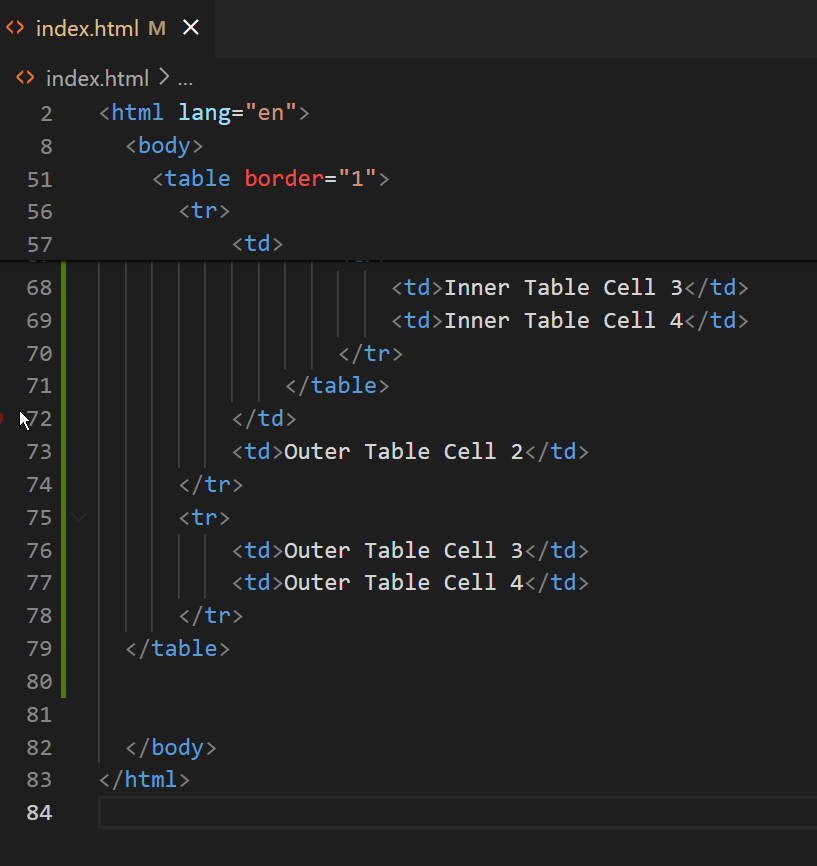 index.html M
index.html > ...
2 <html lang="en">
8 <body>
51 <table border="1">
56 <tr>
57 <td>
68 <td>Inner Table Cell 3</td>
69 <td>Inner Table Cell 4</td>
70 </tr>
71 </table>
72 </td>
73 <td>Outer Table Cell 2</td>
74 </tr>
75 <tr>
76 <td>Outer Table Cell 3</td>
77 <td>Outer Table Cell 4</td>
78 </tr>
79 </table>
80
81
82 </body>
83 </html>
84